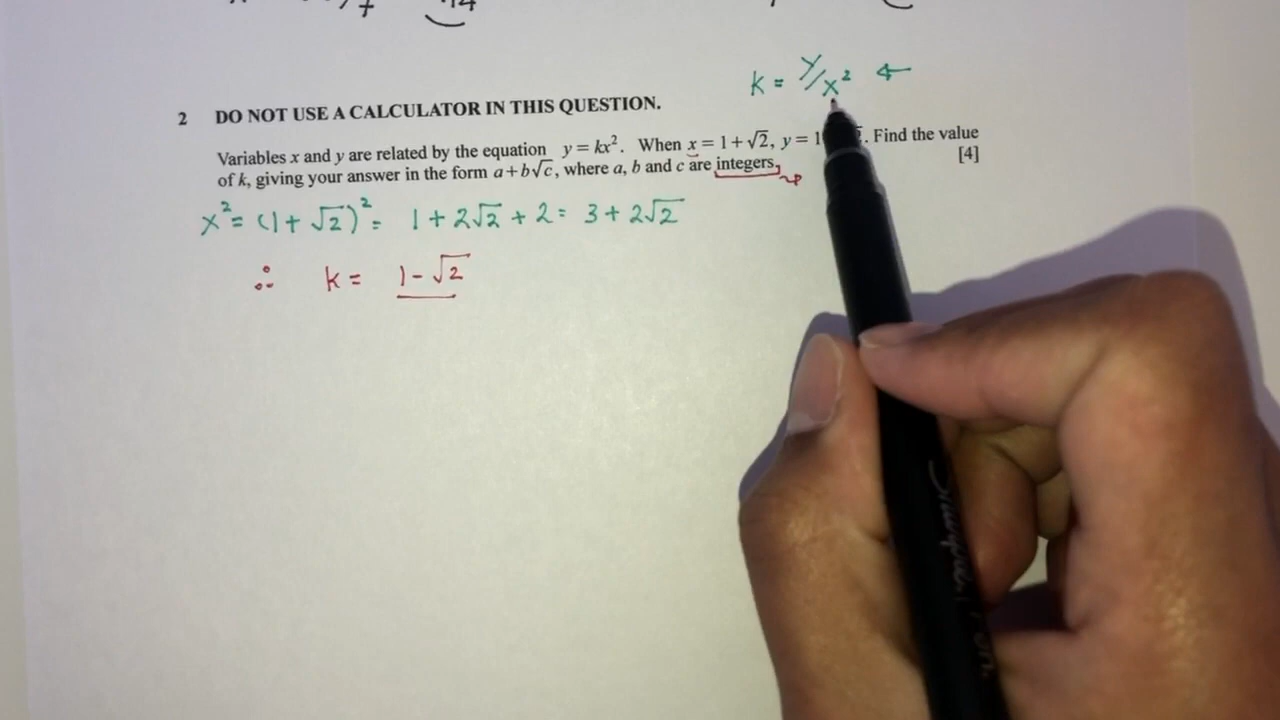 k = y/x² ←
2 DO NOT USE A CALCULATOR IN THIS QUESTION.
Variables x and y are related by the equation y = kx². When x = 1+√2, y = 1 . Find the value
of k, giving your answer in the form a+b√c, where a, b and c are integers. [4]
x² = (1+√2)² = 1+2√2+2 = 3+2√2
∴ k = 1-√2